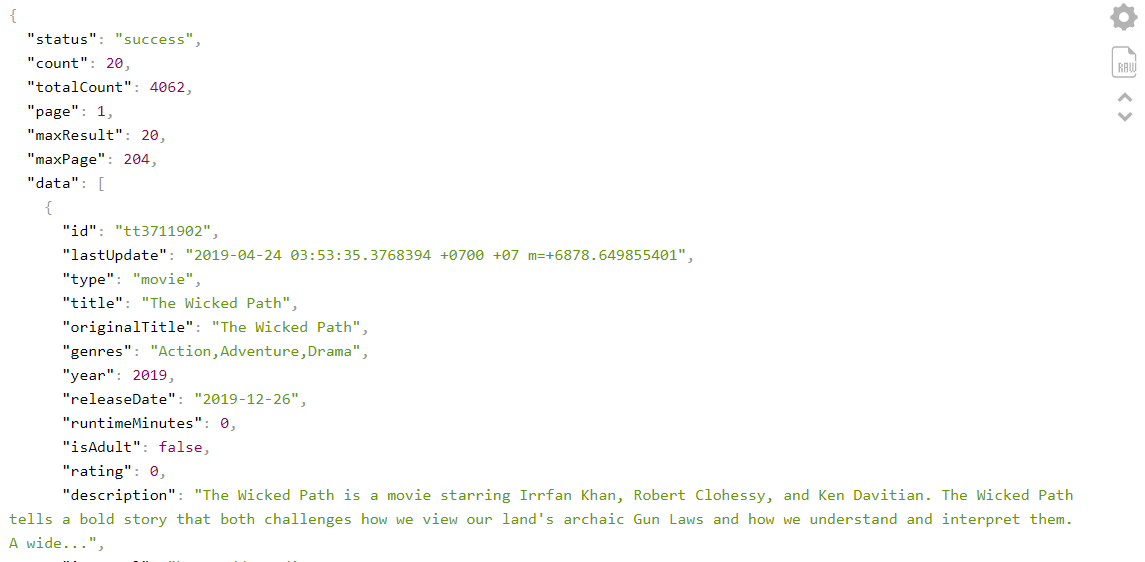 {
"status": "success",
"count": 20,
"totalCount": 4062,
"page": 1,
"maxResult": 20,
"maxPage": 204,
"data": [
{
"id": "tt3711902",
"lastUpdate": "2019-04-24 03:53:35.3768394 +0700 +07 m=+6878.649855401",
"type": "movie",
"title": "The Wicked Path",
"originalTitle": "The Wicked Path",
"genres": "Action,Adventure,Drama",
"year": 2019,
"releaseDate": "2019-12-26",
"runtimeMinutes": 0,
"isAdult": false,
"rating": 0,
"description": "The Wicked Path is a movie starring Irrfan Khan, Robert Clohessy, and Ken Davitian. The Wicked Path
tells a bold story that both challenges how we view our land's archaic Gun Laws and how we understand and interpret them.
A wide...",
RAW